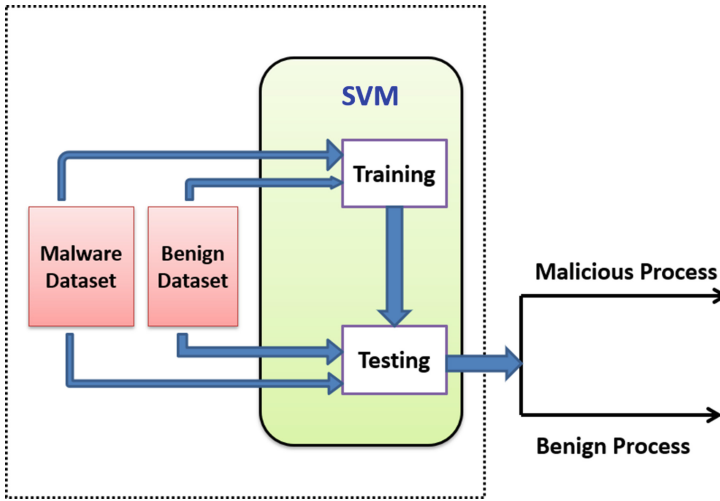 SVM
Training
Malware
Dataset
Benign
Dataset
Testing
Malicious Process
Benign Process